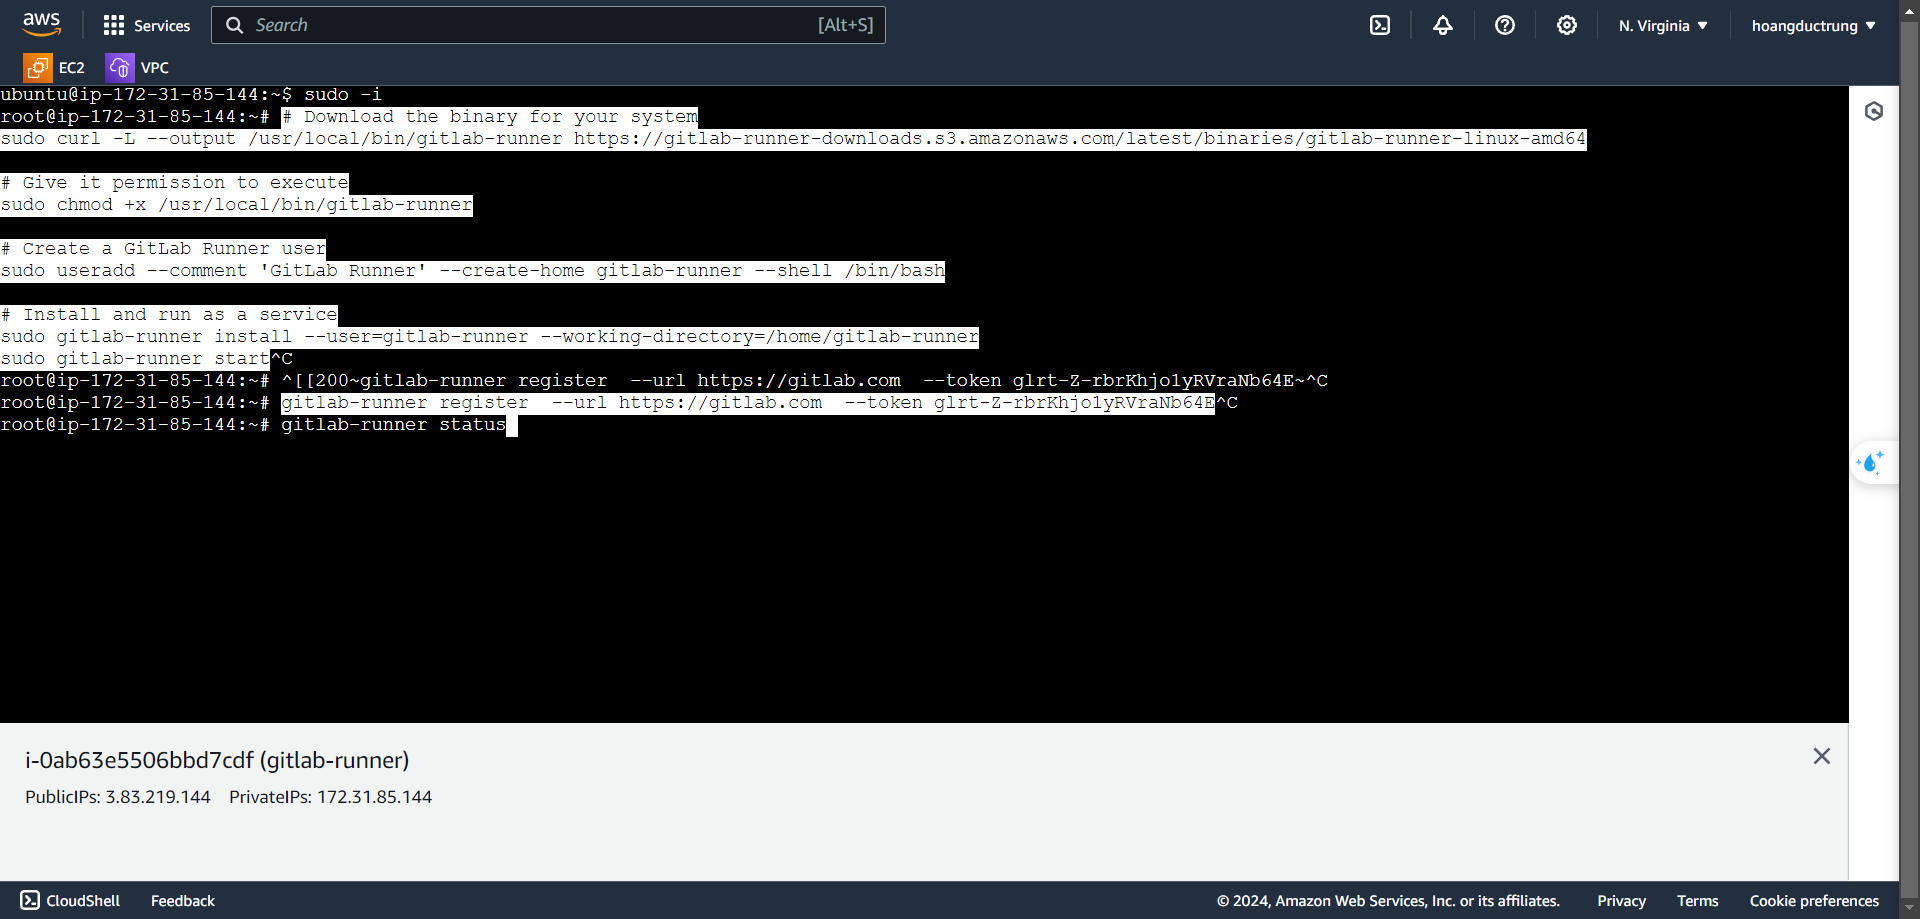 aws
Services
Search
[Alt+S]
N. Virginia
hoangductrung
EC2
VPC
ubuntu@ip-172-31-85-144:~$ sudo -i
root@ip-172-31-85-144:~# # Download the binary for your system
sudo curl -L --output /usr/local/bin/gitlab-runner https://gitlab-runner-downloads.s3.amazonaws.com/latest/binaries/gitlab-runner-linux-amd64
# Give it permission to execute
sudo chmod +x /usr/local/bin/gitlab-runner
# Create a GitLab Runner user
sudo useradd --comment 'GitLab Runner' --create-home gitlab-runner --shell /bin/bash
# Install and run as a service
sudo gitlab-runner install --user=gitlab-runner --working-directory=/home/gitlab-runner
sudo gitlab-runner start^C
root@ip-172-31-85-144:~# ^[[200~gitlab-runner register  --url https://gitlab.com  --token glrt-Z-rbrKhjo1yRVraNb64E~^C
root@ip-172-31-85-144:~# gitlab-runner register  --url https://gitlab.com  --token glrt-Z-rbrKhjo1yRVraNb64E^C
root@ip-172-31-85-144:~# gitlab-runner status
i-0ab63e5506bbd7cdf (gitlab-runner)
PublicIPs: 3.83.219.144 PrivateIPs: 172.31.85.144
CloudShell
Feedback
© 2024, Amazon Web Services, Inc. or its affiliates.
Privacy
Terms
Cookie preferences